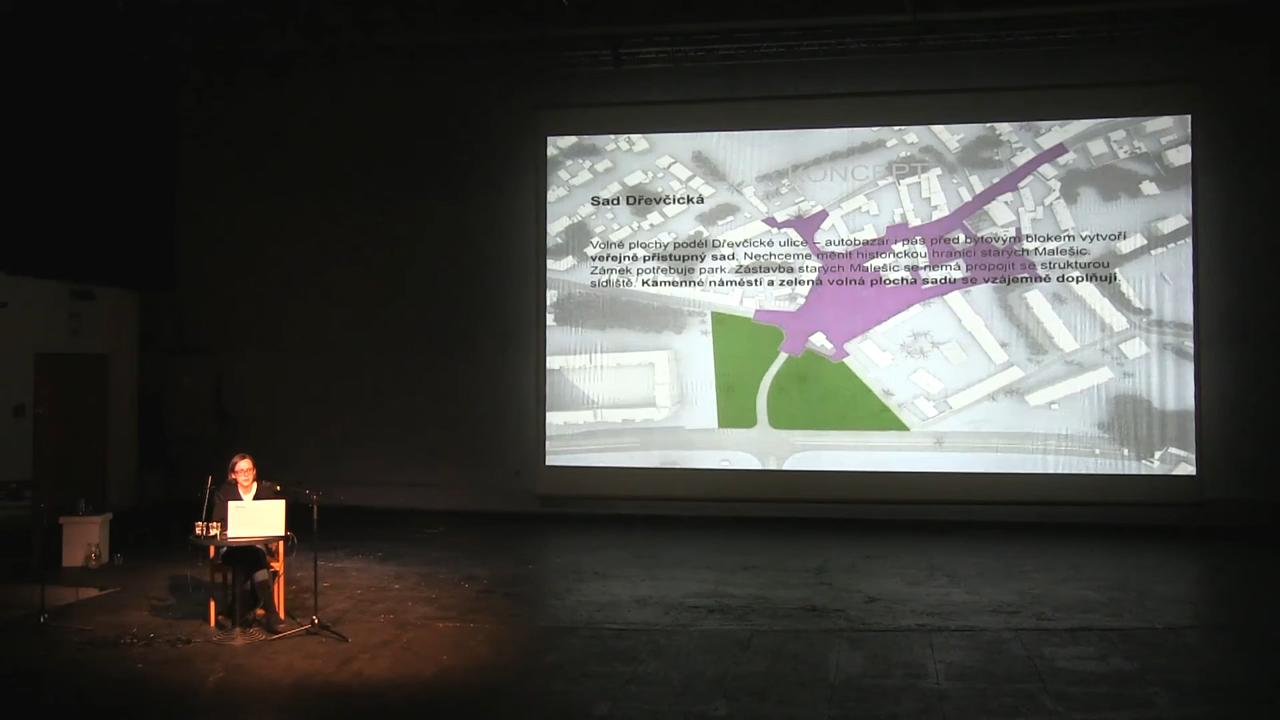 KONCEPT
Sad Dřevčická
Volné plochy podél Dřevčické ulice – autobazar i pás před bytovým blokem vytvoří
veřejně přístupný sad. Nechceme měnit historickou hranici starých Malešic.
Zámek potřebuje park. Zástavba starých Malešic se nemá propojit se strukturou
sídliště. Kamenné náměstí a zelená volná plocha sadu se vzájemně doplňují.